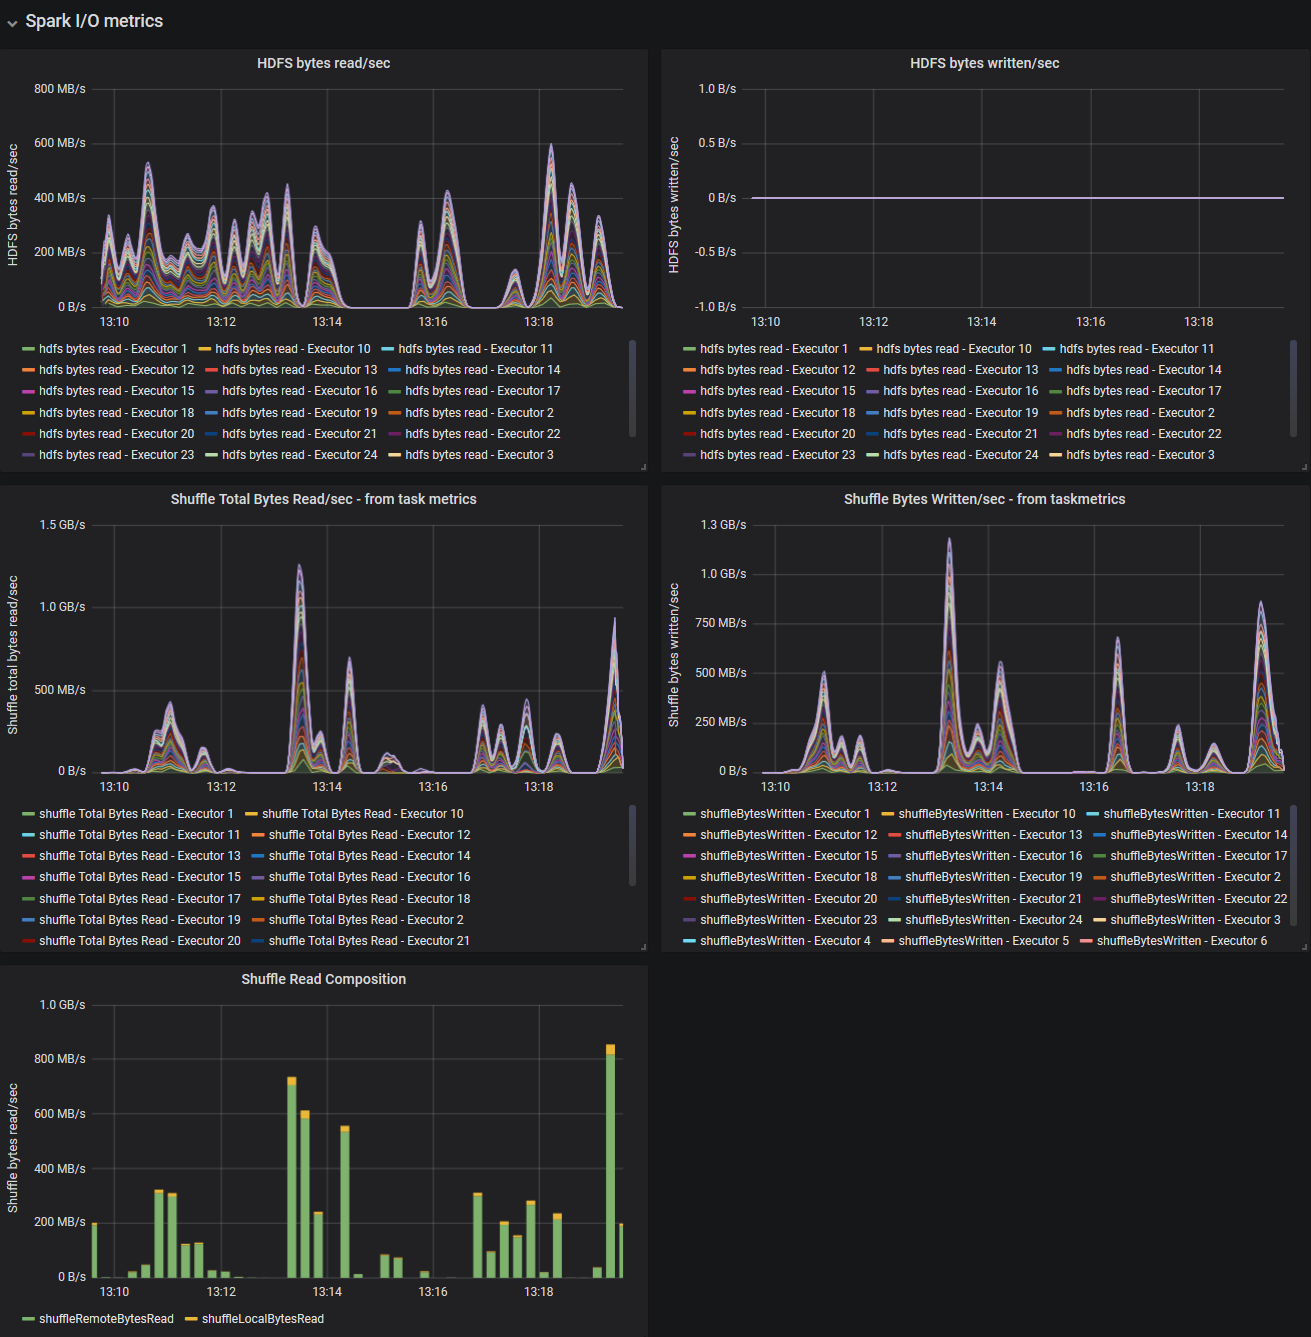 Spark I/O metrics
HDFS bytes read/sec
HDFS bytes read/sec
800 MB/s
600 MB/s
400 MB/s
200 MB/s
0 B/s
13:10 13:12 13:14 13:16 13:18
hdfs bytes read - Executor 1 hdfs bytes read - Executor 10 hdfs bytes read - Executor 11
hdfs bytes read - Executor 12 hdfs bytes read - Executor 13 hdfs bytes read - Executor 14
hdfs bytes read - Executor 15 hdfs bytes read - Executor 16 hdfs bytes read - Executor 17
hdfs bytes read - Executor 18 hdfs bytes read - Executor 19 hdfs bytes read - Executor 2
hdfs bytes read - Executor 20 hdfs bytes read - Executor 21 hdfs bytes read - Executor 22
hdfs bytes read - Executor 23 hdfs bytes read - Executor 24 hdfs bytes read - Executor 3
HDFS bytes written/sec
HDFS bytes written/sec
1.0 B/s
0.5 B/s
0 B/s
-0.5 B/s
-1.0 B/s
13:10 13:12 13:14 13:16 13:18
hdfs bytes read - Executor 1 hdfs bytes read - Executor 10 hdfs bytes read - Executor 11
hdfs bytes read - Executor 12 hdfs bytes read - Executor 13 hdfs bytes read - Executor 14
hdfs bytes read - Executor 15 hdfs bytes read - Executor 16 hdfs bytes read - Executor 17
hdfs bytes read - Executor 18 hdfs bytes read - Executor 19 hdfs bytes read - Executor 2
hdfs bytes read - Executor 20 hdfs bytes read - Executor 21 hdfs bytes read - Executor 22
hdfs bytes read - Executor 23 hdfs bytes read - Executor 24 hdfs bytes read - Executor 3
Shuffle Total Bytes Read/sec - from task metrics
Shuffle total bytes read/sec
1.5 GB/s
1.0 GB/s
500 MB/s
0 B/s
13:10 13:12 13:14 13:16 13:18
shuffle Total Bytes Read - Executor 1 shuffle Total Bytes Read - Executor 10
shuffle Total Bytes Read - Executor 11 shuffle Total Bytes Read - Executor 12
shuffle Total Bytes Read - Executor 13 shuffle Total Bytes Read - Executor 14
shuffle Total Bytes Read - Executor 15 shuffle Total Bytes Read - Executor 16
shuffle Total Bytes Read - Executor 17 shuffle Total Bytes Read - Executor 18
shuffle Total Bytes Read - Executor 19 shuffle Total Bytes Read - Executor 2
shuffle Total Bytes Read - Executor 20 shuffle Total Bytes Read - Executor 21
Shuffle Bytes Written/sec - from taskmetrics
Shuffle bytes written/sec
1.3 GB/s
1.0 GB/s
750 MB/s
500 MB/s
250 MB/s
0 B/s
13:10 13:12 13:14 13:16 13:18
shuffleBytesWritten - Executor 1 shuffleBytesWritten - Executor 10 shuffleBytesWritten - Executor 11
shuffleBytesWritten - Executor 12 shuffleBytesWritten - Executor 13 shuffleBytesWritten - Executor 14
shuffleBytesWritten - Executor 15 shuffleBytesWritten - Executor 16 shuffleBytesWritten - Executor 17
shuffleBytesWritten - Executor 18 shuffleBytesWritten - Executor 19 shuffleBytesWritten - Executor 2
shuffleBytesWritten - Executor 20 shuffleBytesWritten - Executor 21 shuffleBytesWritten - Executor 22
shuffleBytesWritten - Executor 23 shuffleBytesWritten - Executor 24 shuffleBytesWritten - Executor 3
shuffleBytesWritten - Executor 4 shuffleBytesWritten - Executor 5 shuffleBytesWritten - Executor 6
Shuffle Read Composition
Shuffle bytes read/sec
1.0 GB/s
800 MB/s
600 MB/s
400 MB/s
200 MB/s
0 B/s
13:10 13:12 13:14 13:16 13:18
shuffleRemoteBytesRead shuffleLocalBytesRead